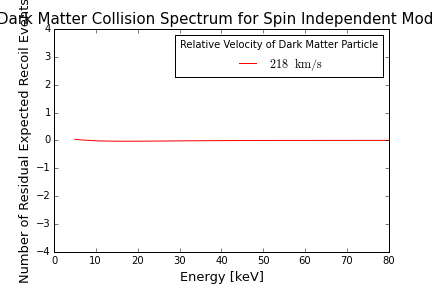 Dark Matter Collision Spectrum for Spin Independent Mod
Relative Velocity of Dark Matter Particle
218 km/s
Number of Residual Expected Recoil Events
4
3
2
1
0
−1
−2
−3
−4
0 10 20 30 40 50 60 70 80
Energy [keV]